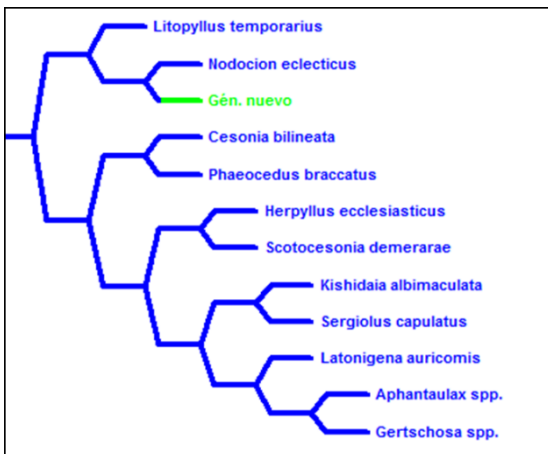 Litopyllus temporarius
Nodocion eclecticus
Gén. nuevo
Cesonia bilineata
Phaeocedus braccatus
Herpyllus ecclesiasticus
Scotocesonia demerarae
Kishidaia albimaculata
Sergiolus capulatus
Latonigena auricomis
Aphantaulax spp.
Gertschosa spp.